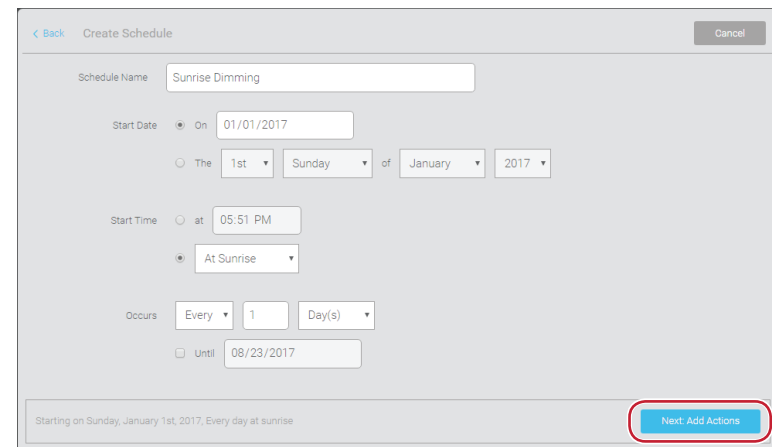 Back Create Schedule Cancel
Schedule Name Sunrise Dimming
Start Date On 01/01/2017
The 1st Sunday of January 2017
Start Time at 05:51 PM
At Sunrise
Occurs Every 1 Day(s)
Until 08/23/2017
Starting on Sunday, January 1st, 2017, Every day at sunrise Next: Add Actions